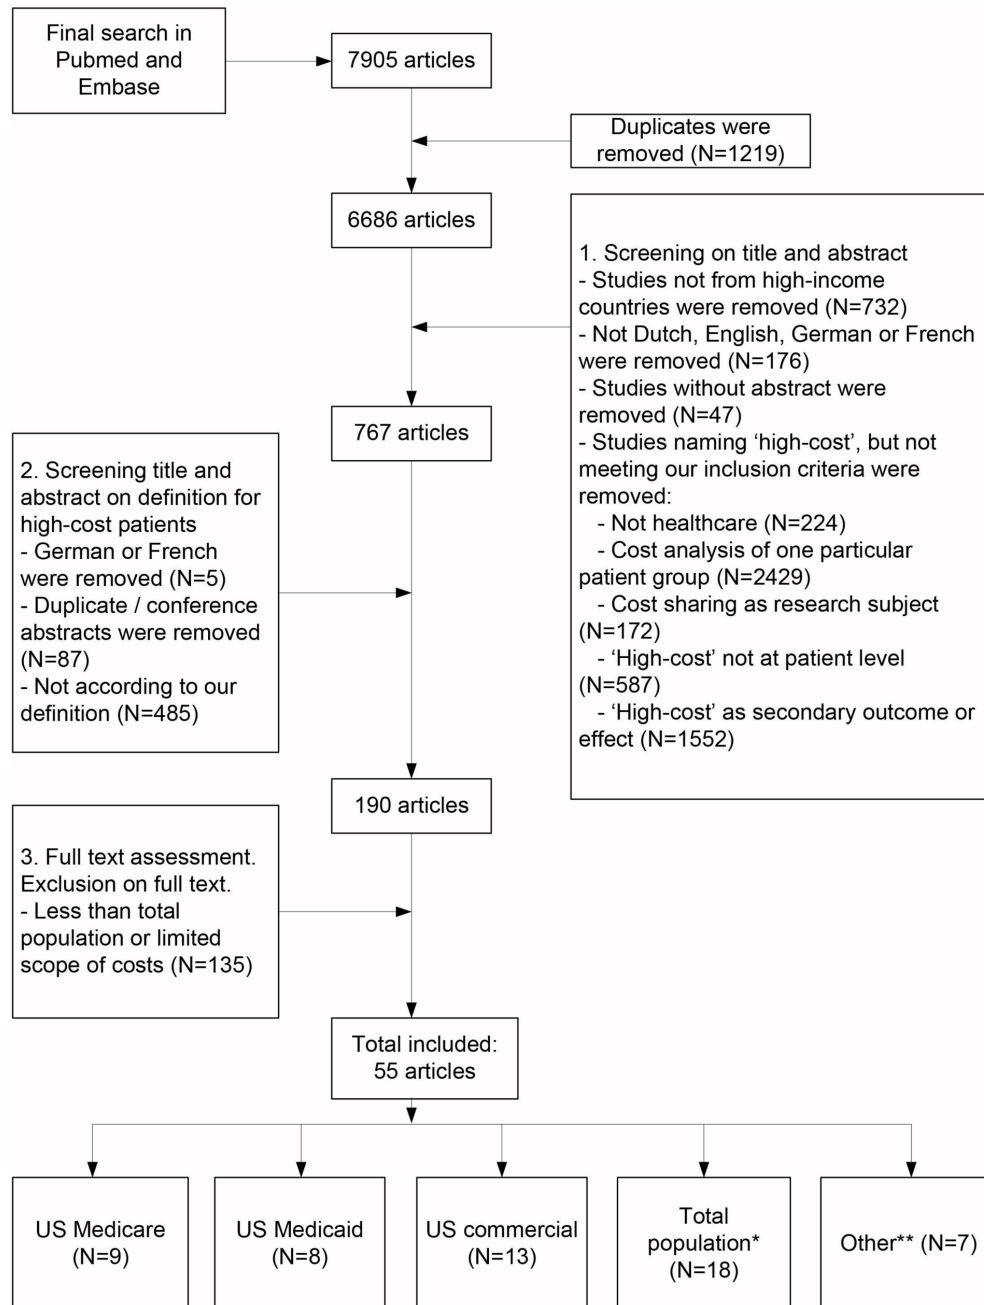 Final search in
Pubmed and
Embase
7905 articles
Duplicates were
removed (N=1219)
6686 articles
1. Screening on title and abstract
- Studies not from high-income
countries were removed (N=732)
- Not Dutch, English, German or French
were removed (N=176)
- Studies without abstract were
removed (N=47)
- Studies naming ‘high-cost’, but not
meeting our inclusion criteria were
removed:
- Not healthcare (N=224)
- Cost analysis of one particular
patient group (N=2429)
- Cost sharing as research subject
(N=172)
- ‘High-cost’ not at patient level
(N=587)
- ‘High-cost’ as secondary outcome or
effect (N=1552)
767 articles
2. Screening title and
abstract on definition for
high-cost patients
- German or French
were removed (N=5)
- Duplicate / conference
abstracts were removed
(N=87)
- Not according to our
definition (N=485)
190 articles
3. Full text assessment.
Exclusion on full text.
- Less than total
population or limited
scope of costs (N=135)
Total included:
55 articles
US Medicare
(N=9)
US Medicaid
(N=8)
US commercial
(N=13)
Total
population*
(N=18)
Other** (N=7)